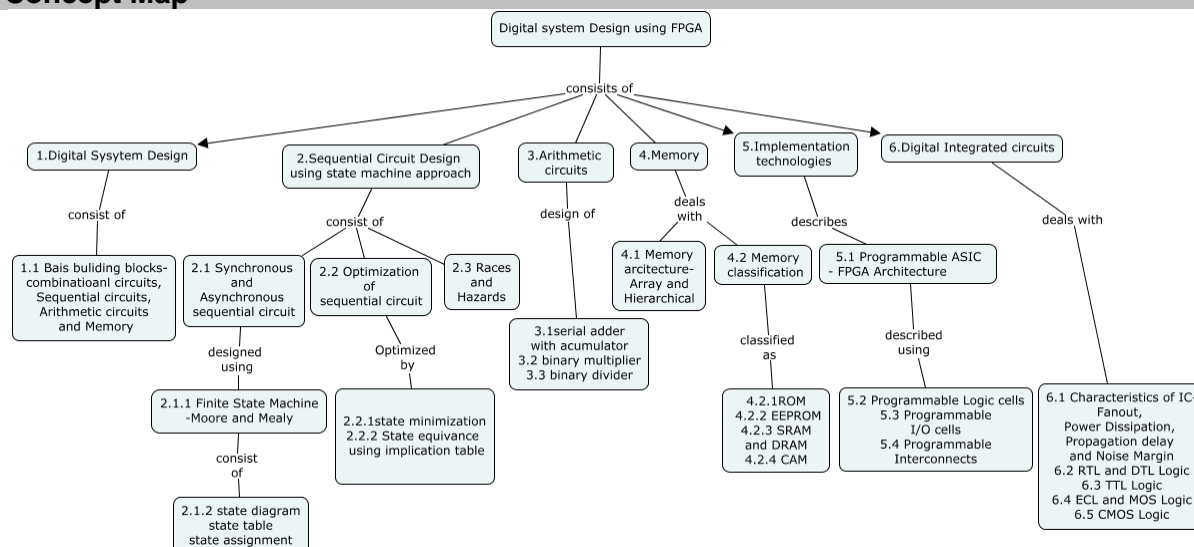 Concept Map
Digital system Design using FPGA
consisits of
1.Digital Sysytem Design
2.Sequential Circuit Design
using state machine approach
3.Arithmetic
circuits
4.Memory
5.Implementation
technologies
6.Digital Integrated circuits
consist of
consist of
design of
deals
with
describes
deals with
1.1 Bais buliding blocks-
combinatioanl circuits,
Sequential circuits,
Arithmetic circuits
and Memory
2.1 Synchronous
and
Asynchronous
sequential circuit
2.2 Optimization
of
sequential circuit
2.3 Races
and
Hazards
4.1 Memory
arcitecture-
Array and
Hierarchical
4.2 Memory
classification
5.1 Programmable ASIC
- FPGA Architecture
3.1serial adder
with acumulator
3.2 binary multiplier
3.3 binary divider
designed
using
Optimized
by
classified
as
described
using
2.1.1 Finite State Machine
-Moore and Mealy
2.2.1state minimization
2.2.2 State equivance
using implication table
4.2.1ROM
4.2.2 EEPROM
4.2.3 SRAM
and DRAM
4.2.4 CAM
5.2 Programmable Logic cells
5.3 Programmable
I/O cells
5.4 Programmable
Interconnects
6.1 Characteristics of IC-
Fanout,
Power Dissipation,
Propagation delay
and Noise Margin
6.2 RTL and DTL Logic
6.3 TTL Logic
6.4 ECL and MOS Logic
6.5 CMOS Logic
consist
of
2.1.2 state diagram
state table
state assignment